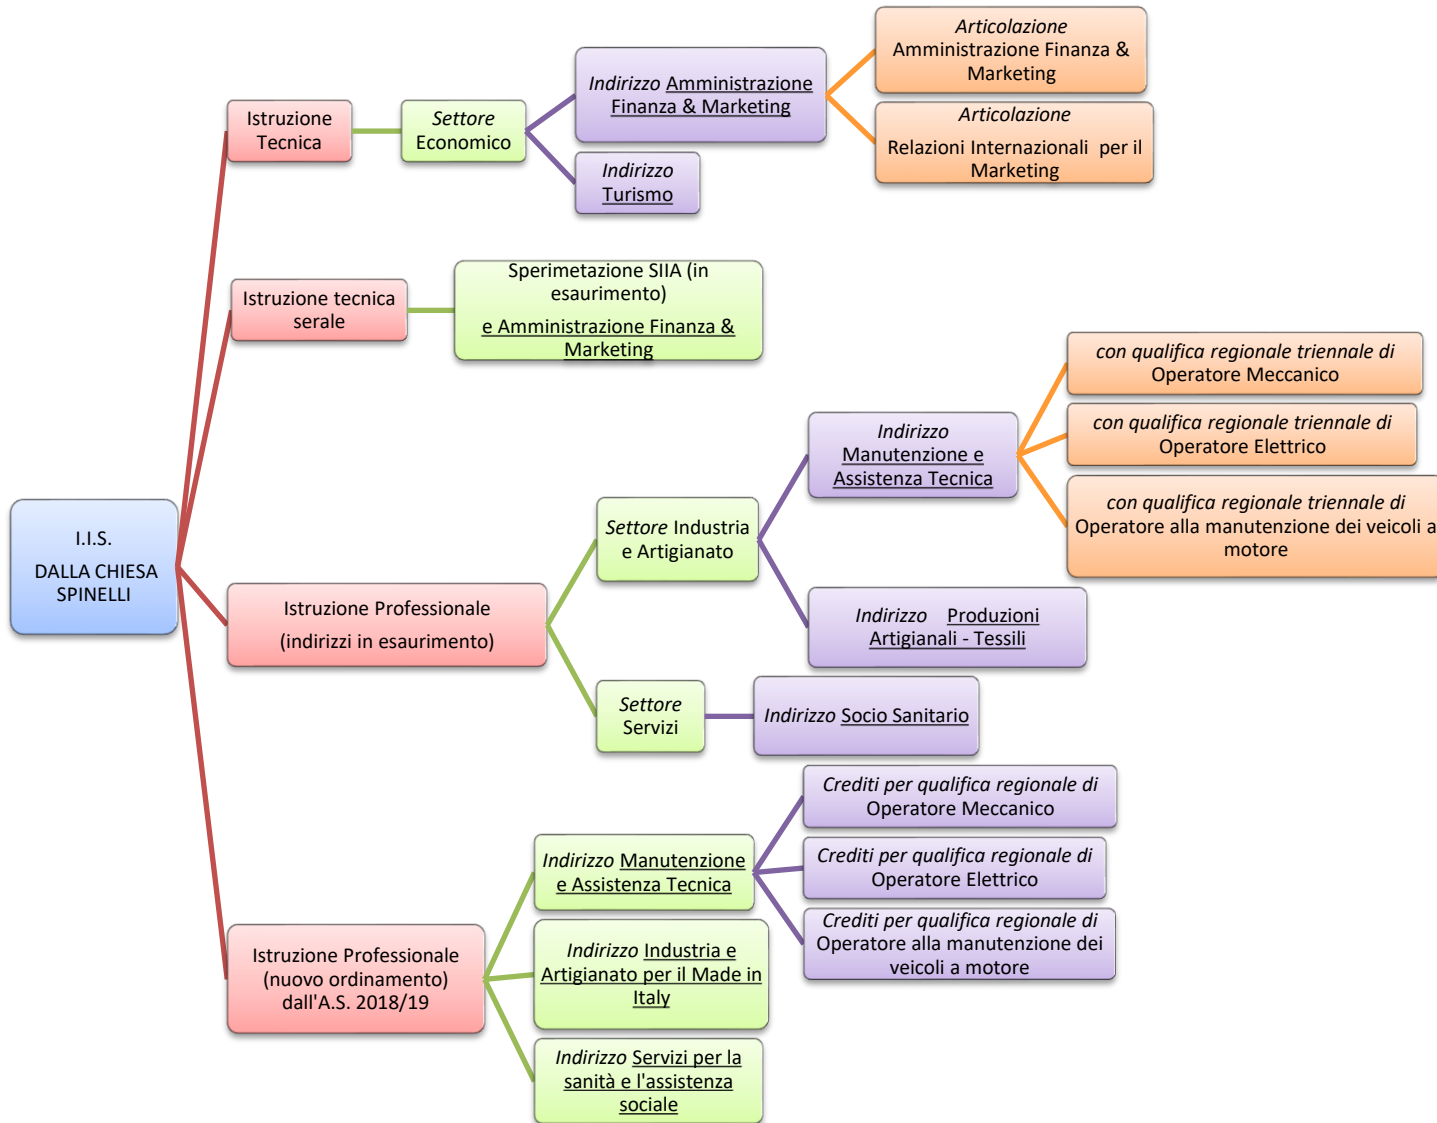 I.I.S.
DALLA CHIESA
SPINELLI
Istruzione
Tecnica
Settore
Economico
Indirizzo Amministrazione
Finanza & Marketing
Articolazione
Amministrazione Finanza &
Marketing
Articolazione
Relazioni Internazionali per il
Marketing
Indirizzo
Turismo
Istruzione tecnica
serale
Sperimetazione SIIA (in
esaurimento)
e Amministrazione Finanza &
Marketing
Istruzione Professionale
(indirizzi in esaurimento)
Settore Industria
e Artigianato
Indirizzo
Manutenzione e
Assistenza Tecnica
con qualifica regionale triennale di
Operatore Meccanico
con qualifica regionale triennale di
Operatore Elettrico
con qualifica regionale triennale di
Operatore alla manutenzione dei veicoli a
motore
Indirizzo Produzioni
Artigianali - Tessili
Settore
Servizi
Indirizzo Socio Sanitario
Istruzione Professionale
(nuovo ordinamento)
dall'A.S. 2018/19
Indirizzo Manutenzione
e Assistenza Tecnica
Crediti per qualifica regionale di
Operatore Meccanico
Crediti per qualifica regionale di
Operatore Elettrico
Crediti per qualifica regionale di
Operatore alla manutenzione dei
veicoli a motore
Indirizzo Industria e
Artigianato per il Made in
Italy
Indirizzo Servizi per la
sanità e l'assistenza
sociale